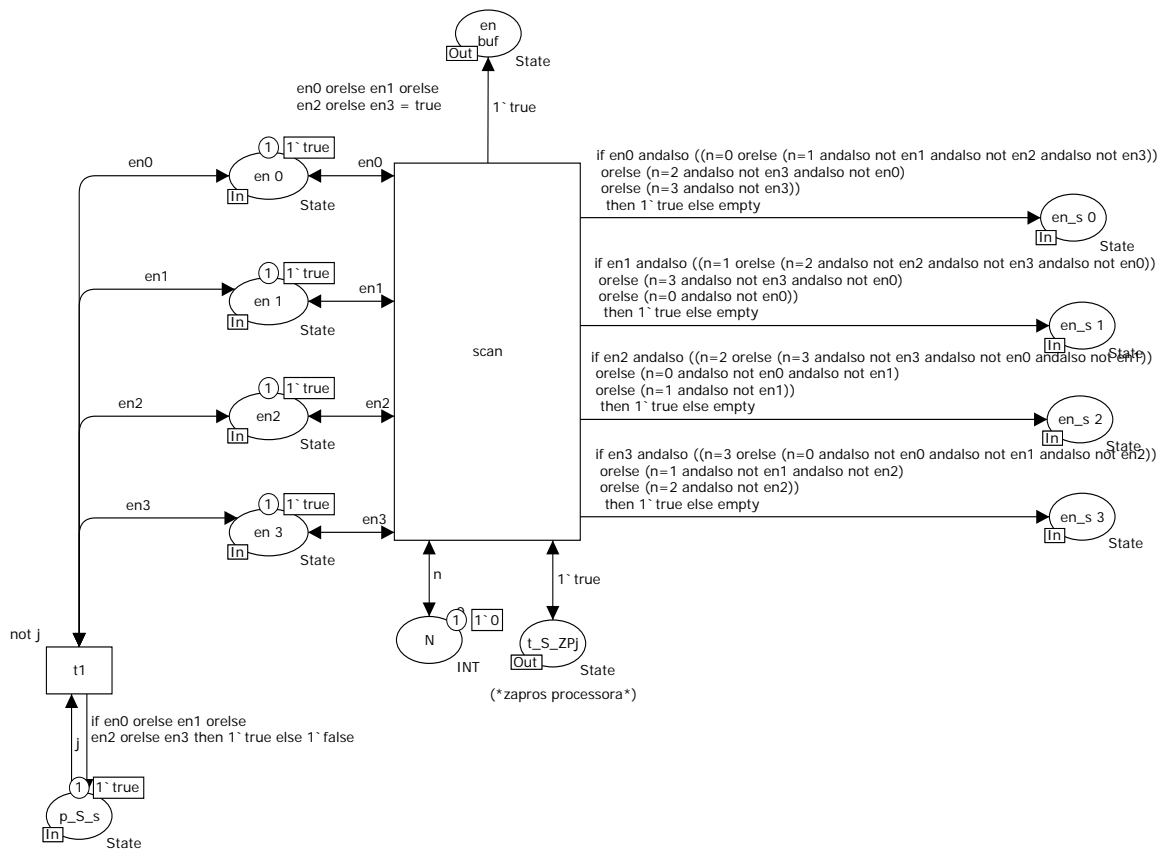 en
buf
Out
State
en0 orelse en1 orelse
en2 orelse en3 = true
1`true
en0
1
1`true
en 0
In
State
en0
if en0 andalso ((n=0 orelse (n=1 andalso not en1 andalso not en2 andalso not en3))
orelse (n=2 andalso not en3 andalso not en0)
orelse (n=3 andalso not en3))
then 1`true else empty
en_s 0
In
State
en1
1
1`true
en 1
In
State
en1
if en1 andalso ((n=1 orelse (n=2 andalso not en2 andalso not en3 andalso not en0))
orelse (n=3 andalso not en3 andalso not en0)
orelse (n=0 andalso not en0))
then 1`true else empty
en_s 1
In
State
scan
en2
1
1`true
en2
In
State
en2
if en2 andalso ((n=2 orelse (n=3 andalso not en3 andalso not en0 andalso not en1))
orelse (n=0 andalso not en0 andalso not en1)
orelse (n=1 andalso not en1))
then 1`true else empty
en_s 2
In
State
en3
1
1`true
en 3
In
State
en3
if en3 andalso ((n=3 orelse (n=0 andalso not en0 andalso not en1 andalso not en2))
orelse (n=1 andalso not en1 andalso not en2)
orelse (n=2 andalso not en2))
then 1`true else empty
en_s 3
In
State
n
1`true
1
1`0
N
INT
t_S_ZPj
Out
State
(*zapros processora*)
not j
t1
if en0 orelse en1 orelse
en2 orelse en3 then 1`true else 1`false
j
1
1`true
p_S_s
In
State